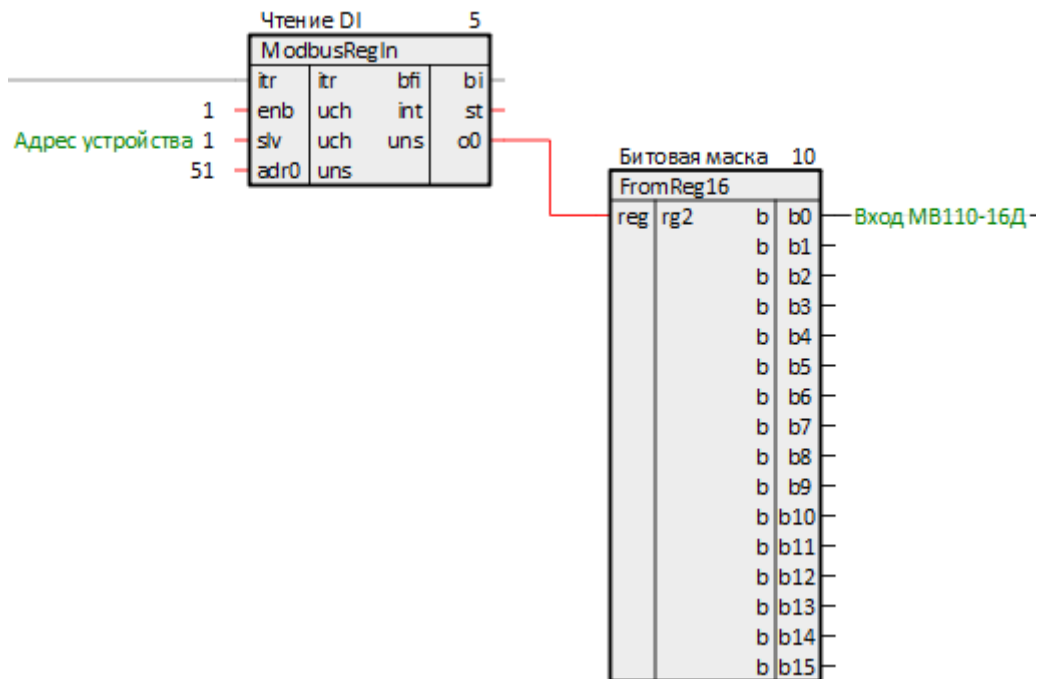 Чтение DI 5
ModbusRegIn
itr itr bfi bi
1 enb uch int st
Адрес устройства 1 slv uch uns o0
51 adr0 uns
Битовая маска 10
FromReg16
reg rg2 b b0 Вход МВ110-16Д
b b1
b b2
b b3
b b4
b b5
b b6
b b7
b b8
b b9
b b10
b b11
b b12
b b13
b b14
b b15